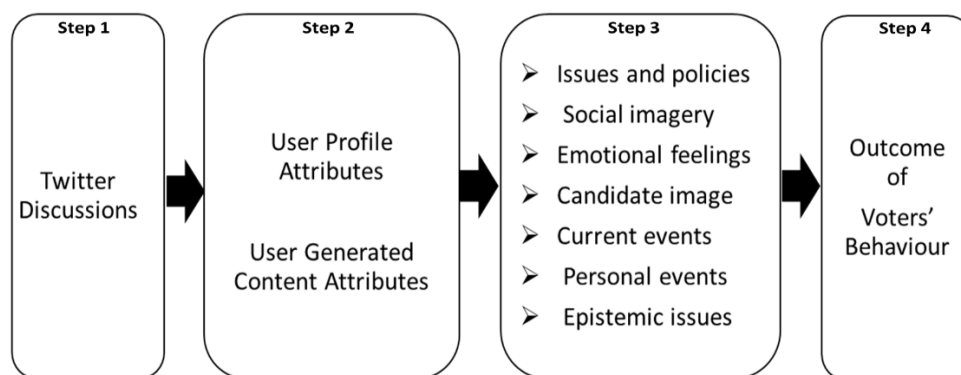 Step 1
Twitter
Discussions
Step 2
User Profile
Attributes
User Generated
Content Attributes
Step 3
Issues and policies
Social imagery
Emotional feelings
Candidate image
Current events
Personal events
Epistemic issues
Step 4
Outcome
of
Voters’
Behaviour